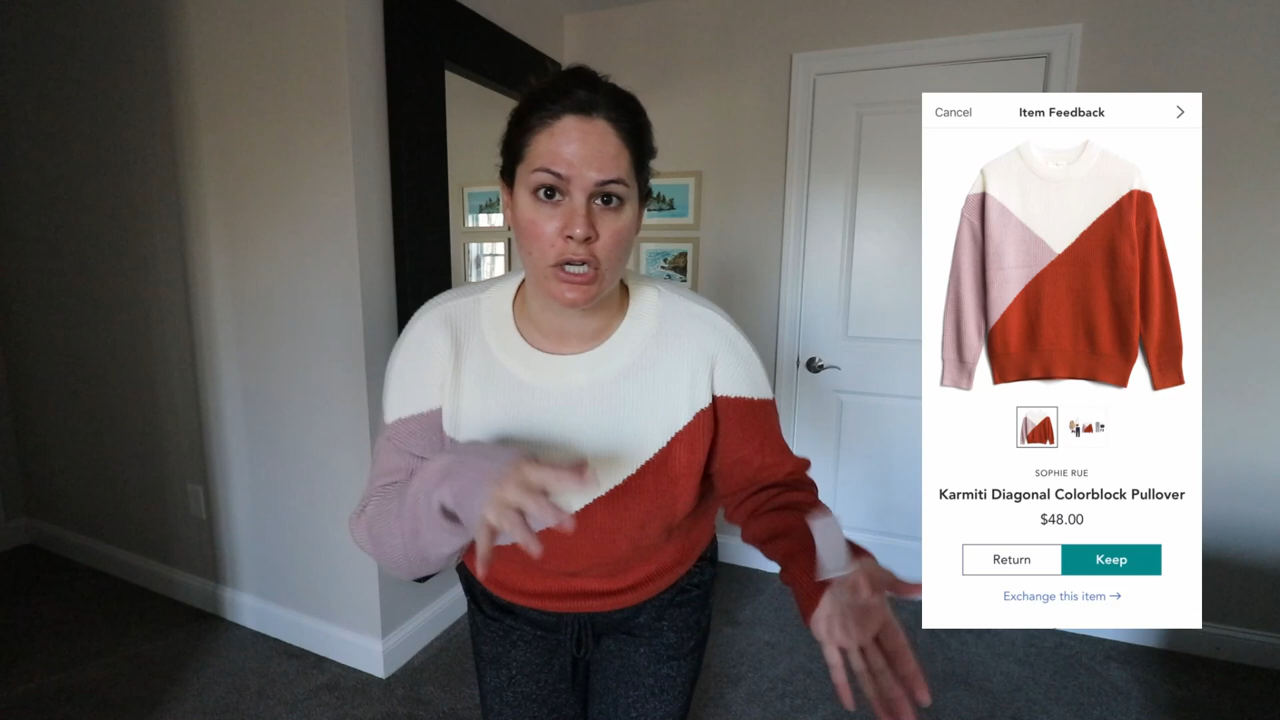 Cancel
Item Feedback
SOPHIE RUE
Karmiti Diagonal Colorblock Pullover
$48.00
Return
Keep
Exchange this item →